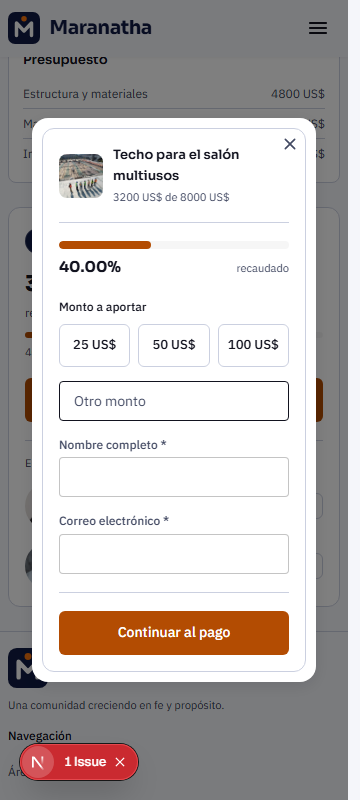 Maranatha
Presupuesto
Estructura y materiales 4800 US$
Techo para el salón
multiusos
3200 US$ de 8000 US$
40.00%
recaudado
Monto a aportar
25 US$ 50 US$ 100 US$
Otro monto
Nombre completo *
Correo electrónico *
Continuar al pago
Una comunidad creciendo en fe y propósito.
Navegación
1 Issue